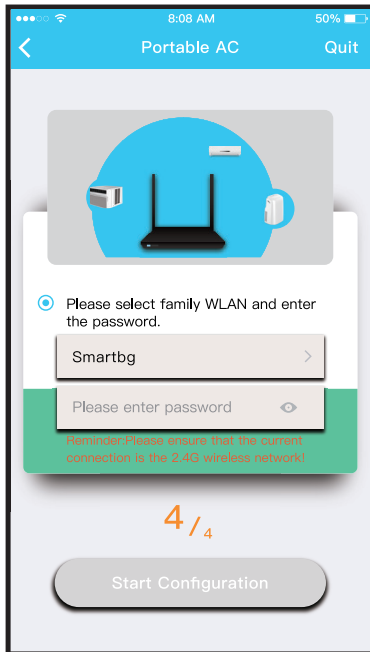 8:08 AM 50%
Portable AC Quit
Please select family WLAN and enter
the password.
Smartbg
Please enter password
Reminder:Please ensure that the current
connection is the 2.4G wireless network!
4/4
Start Configuration